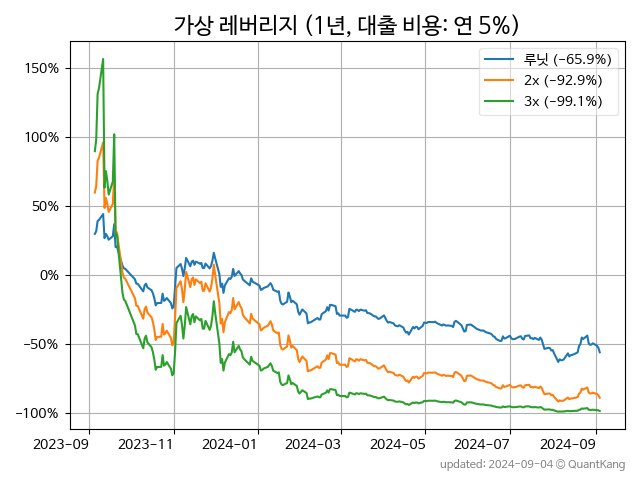 가상 레버리지 (1년, 대출 비용: 연 5%)
루닛 (-65.9%)
2x (-92.9%)
3x (-99.1%)
150%
100%
50%
0%
−50%
−100%
2023-09
2023-11
2024-01
2024-03
2024-05
2024-07
2024-09
updated: 2024-09-04 © QuantKang